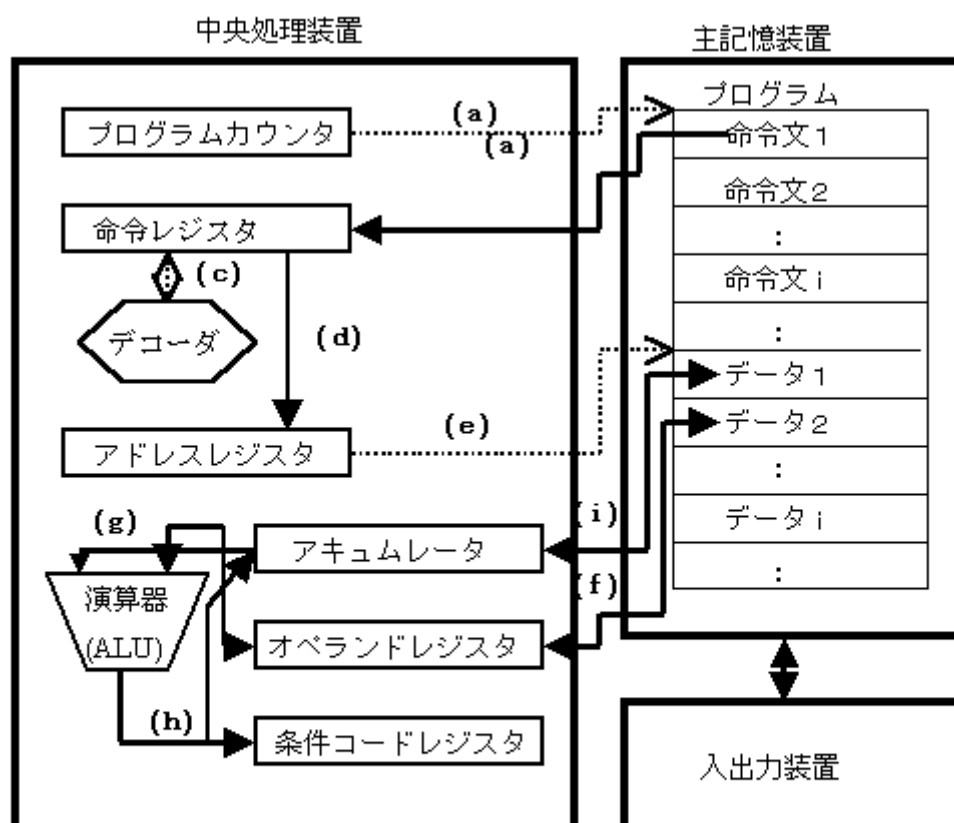 中央処理装置
主記憶装置
プログラム
プログラムカウンタ
(a)
(a)
命令文1
命令文2
:
命令文i
:
命令レジスタ
(c)
デコーダ
(d)
アドレスレジスタ
(e)
データ1
データ2
:
データi
:
(g)
(i)
アキュムレータ
(f)
演算器
(ALU)
オペランドレジスタ
(h)
条件コードレジスタ
入出力装置